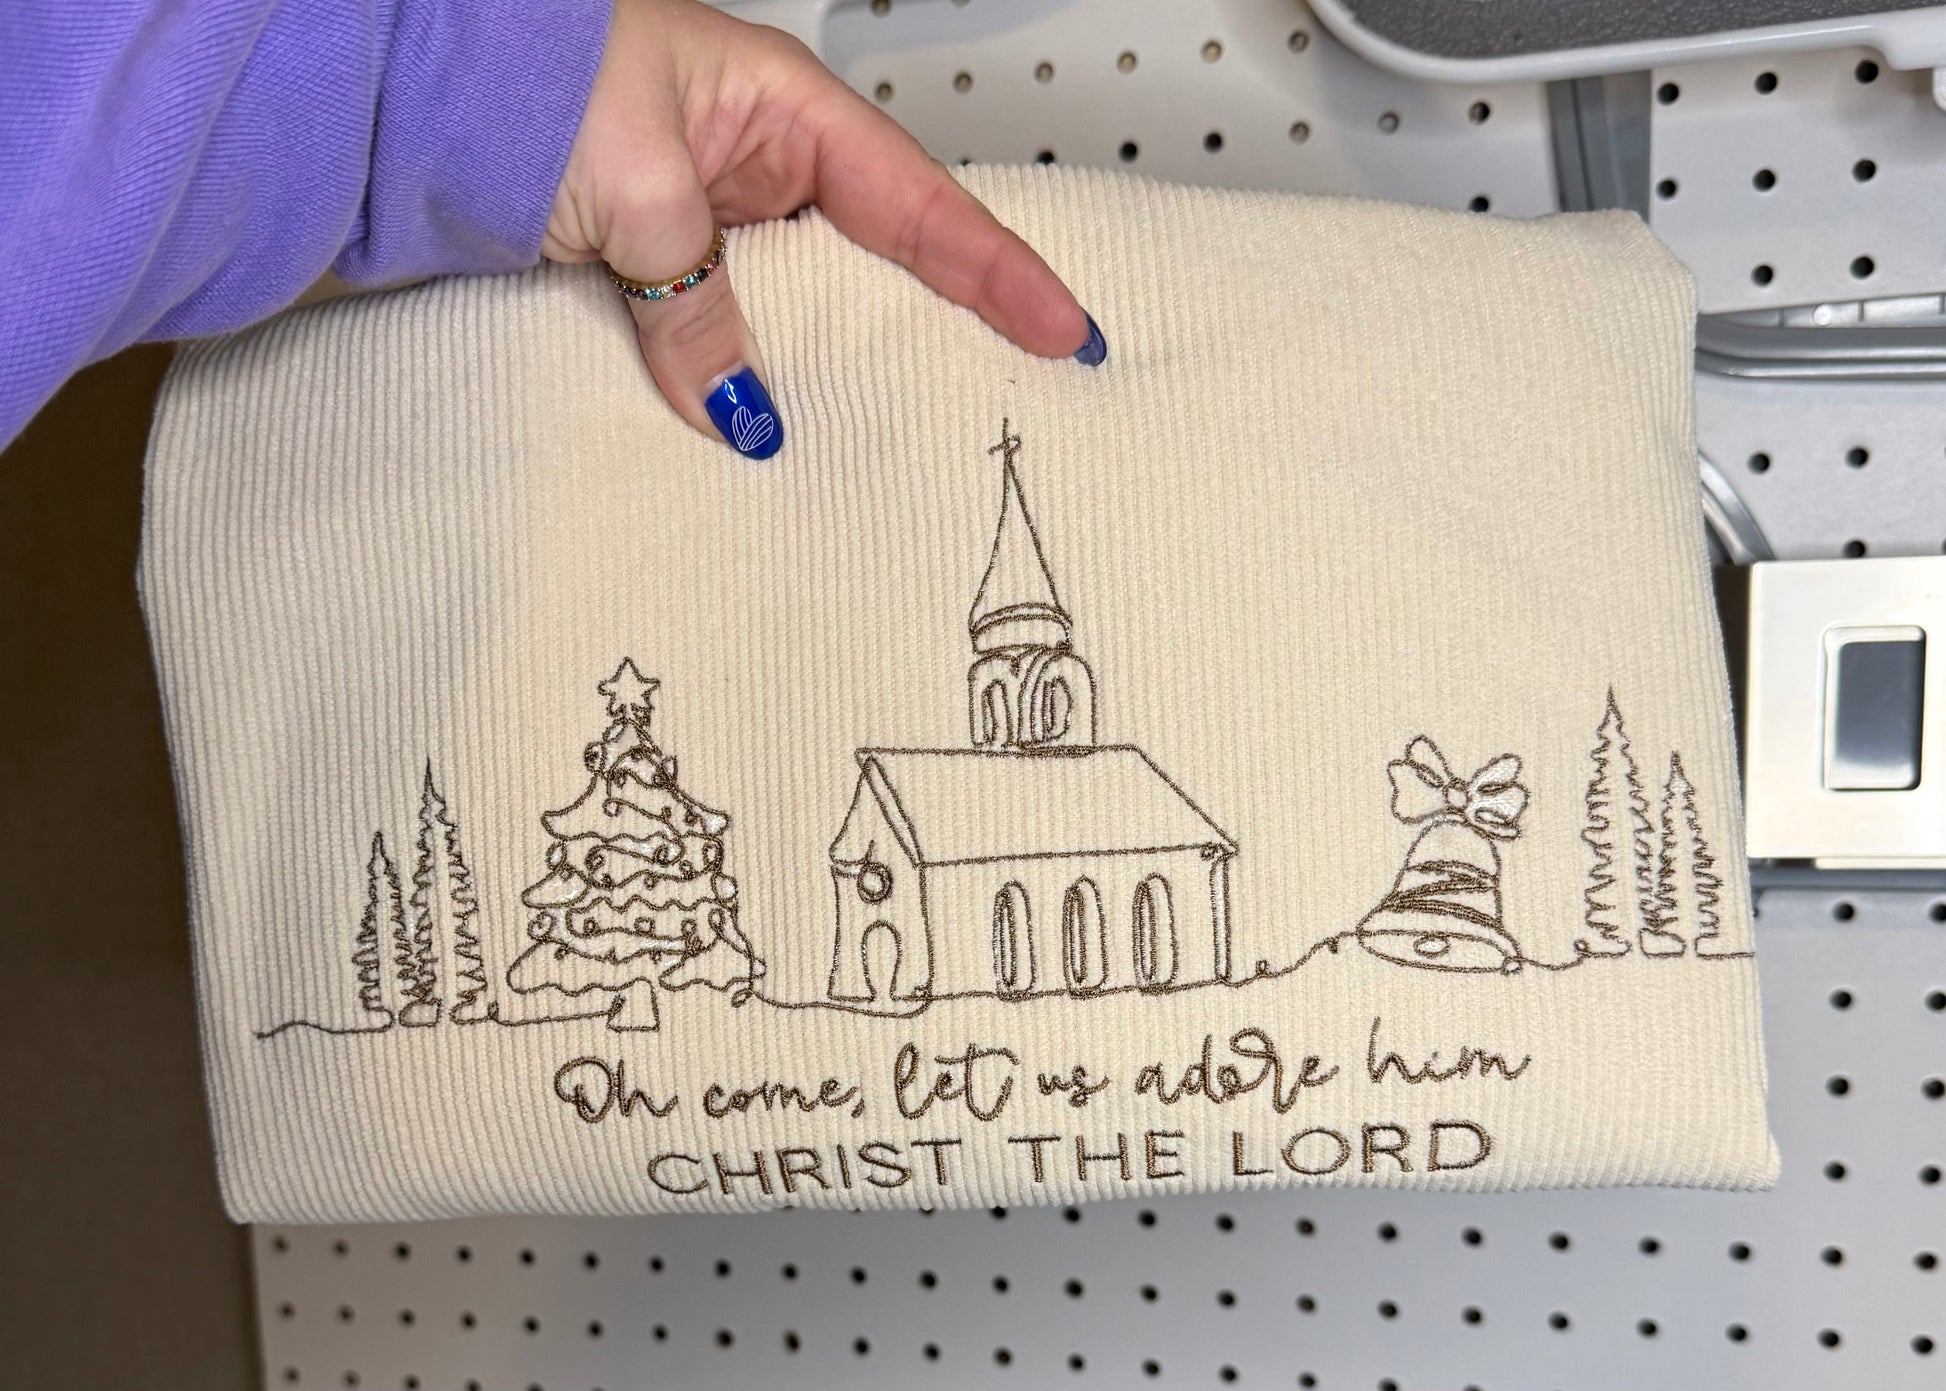 Oh come, let us adore him
CHRIST THE LORD